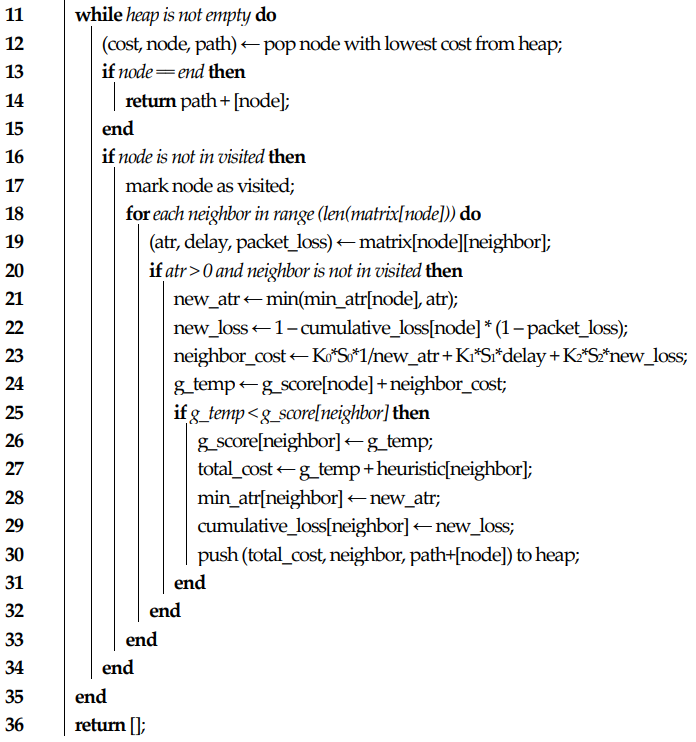 11 while heap is not empty do
12 (cost, node, path) ← pop node with lowest cost from heap;
13 if node == end then
14 return path + [node];
15 end
16 if node is not in visited then
17 mark node as visited;
18 for each neighbor in range (len(matrix[node])) do
19 (atr, delay, packet_loss) ← matrix[node][neighbor];
20 if atr > 0 and neighbor is not in visited then
21 new_atr ← min(min_atr[node], atr);
22 new_loss ← 1 – cumulative_loss[node] * (1 – packet_loss);
23 neighbor_cost ← K₀*S₀*1/new_atr + K₁*S₁*delay + K₂*S₂*new_loss;
24 g_temp ← g_score[node] + neighbor_cost;
25 if g_temp < g_score[neighbor] then
26 g_score[neighbor] ← g_temp;
27 total_cost ← g_temp + heuristic[neighbor];
28 min_atr[neighbor] ← new_atr;
29 cumulative_loss[neighbor] ← new_loss;
30 push (total_cost, neighbor, path+[node]) to heap;
31 end
32 end
33 end
34 end
35 end
36 return [];